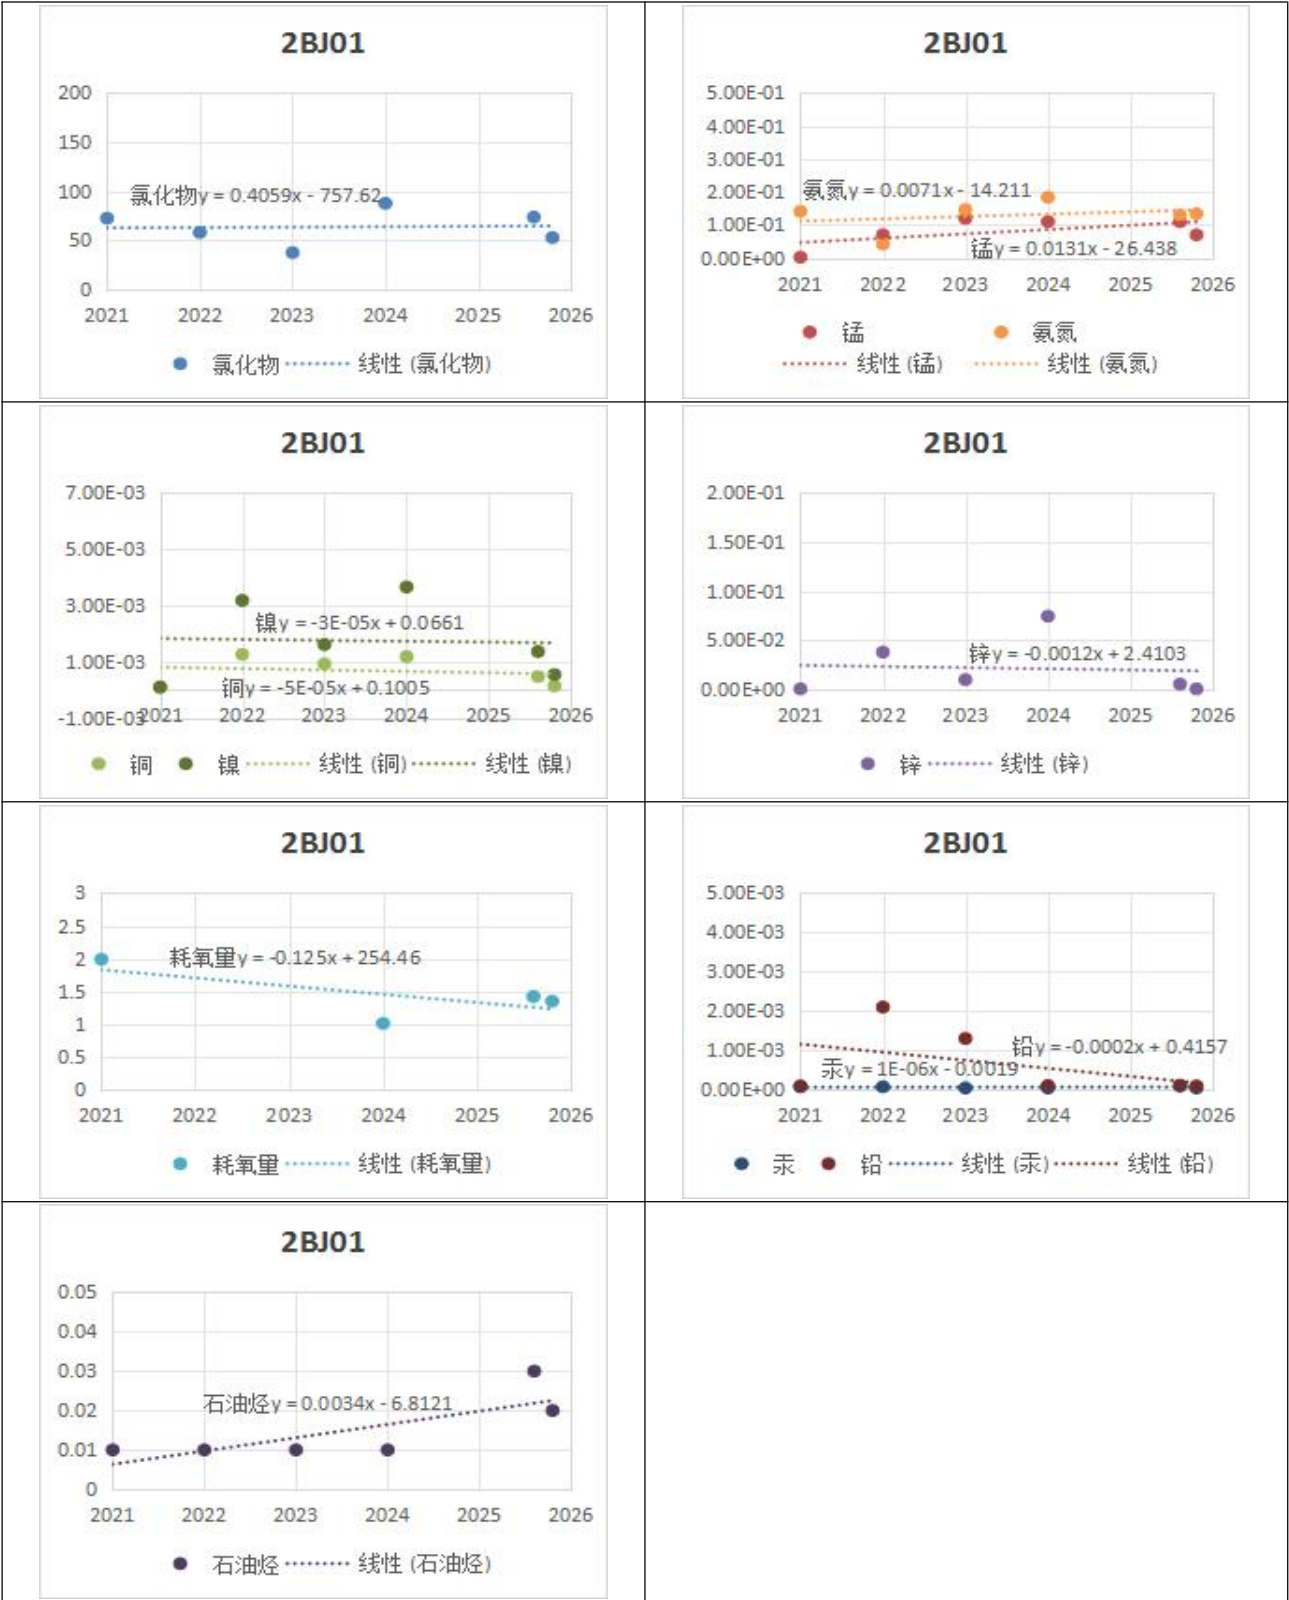 2BJ01
200
150
氯化物y = 0.4059x - 757.62
100
50
0
2021 2022 2023 2024 2025 2026
氯化物 线性 (氯化物)
2BJ01
5.00E-01
4.00E-01
3.00E-01
2.00E-01
氨氮y = 0.0071x - 14.211
1.00E-01
锰y = 0.0131x - 26.438
0.00E+00
2021 2022 2023 2024 2025 2026
锰 氨氮
线性 (锰) 线性 (氨氮)
2BJ01
7.00E-03
5.00E-03
3.00E-03
镍y = -3E-05x + 0.0661
1.00E-03
铜y = -5E-05x + 0.1005
-1.00E-03
2021 2022 2023 2024 2025 2026
铜 镍 线性 (铜) 线性 (镍)
2BJ01
2.00E-01
1.50E-01
1.00E-01
5.00E-02
锌y = -0.0012x + 2.4103
0.00E+00
2021 2022 2023 2024 2025 2026
锌 线性 (锌)
2BJ01
3
2.5
2
耗氧量y = -0.125x + 254.46
1.5
1
0.5
0
2021 2022 2023 2024 2025 2026
耗氧量 线性 (耗氧量)
2BJ01
5.00E-03
4.00E-03
3.00E-03
2.00E-03
1.00E-03
铅y = -0.0002x + 0.4157
汞y = 1E-06x - 0.0019
0.00E+00
2021 2022 2023 2024 2025 2026
汞 铅 线性 (汞) 线性 (铅)
2BJ01
0.05
0.04
0.03
石油烃y = 0.0034x - 6.8121
0.02
0.01
0
2021 2022 2023 2024 2025 2026
石油烃 线性 (石油烃)